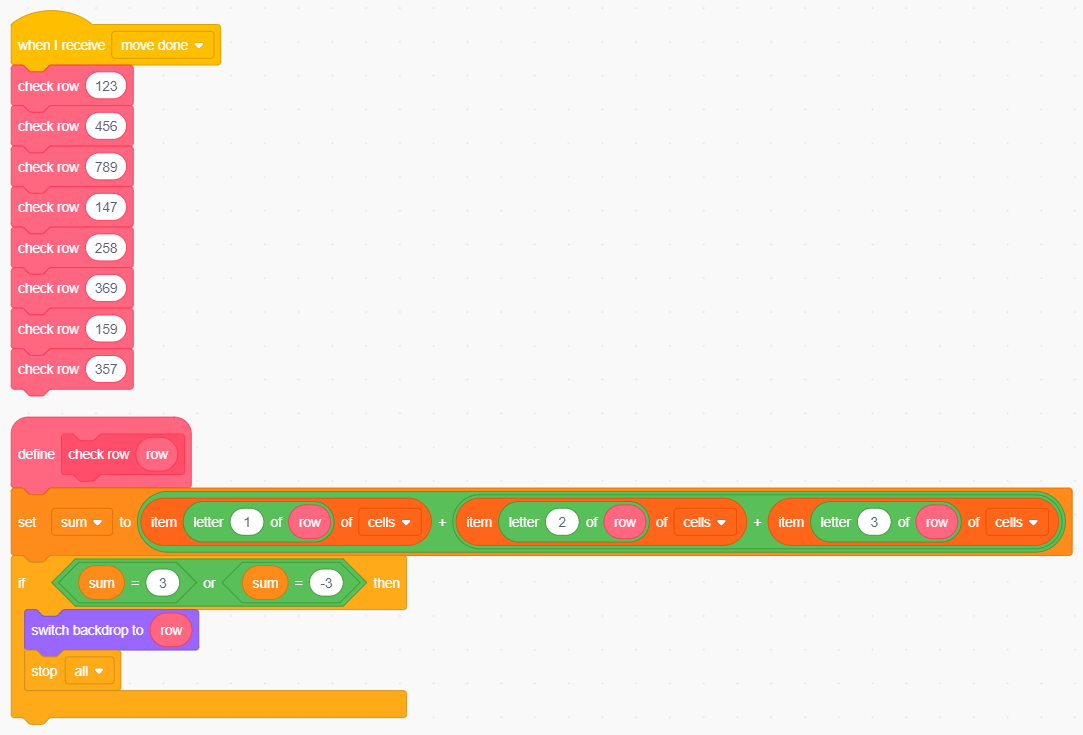 when I receive move done
check row 123
check row 456
check row 789
check row 147
check row 258
check row 369
check row 159
check row 357
define check row row
set sum to item letter 1 of row of cells + item letter 2 of row of cells + item letter 3 of row of cells
if sum = 3 or sum = -3 then
switch backdrop to row
stop all